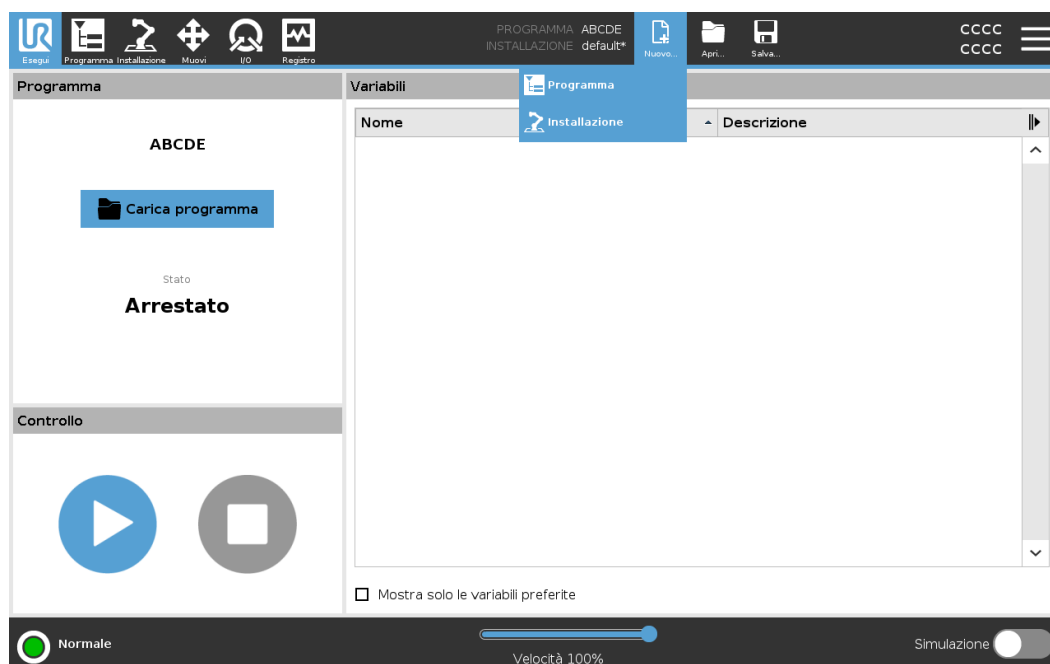 PROGRAMMA ABCDE
INSTALLAZIONE default*
CCCC
CCCC
Esegui Programma Installazione Muovi I/O Registro Nuovo... Apri... Salva...
Programma
Variabili
Programma
Installazione
Nome
Descrizione
ABCDE
Carica programma
Stato
Arrestato
Controllo
Mostra solo le variabili preferite
Normale
Velocità 100%
Simulazione